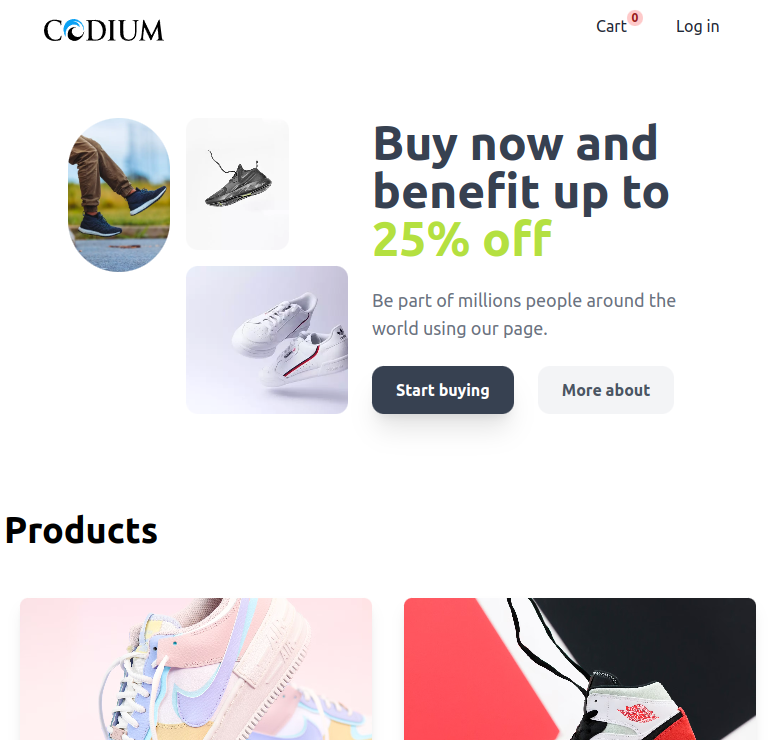 CODIUM
Cart 0
Log in
Buy now and
benefit up to
25% off
Be part of millions people around the
world using our page.
Start buying
More about
Products
AIR